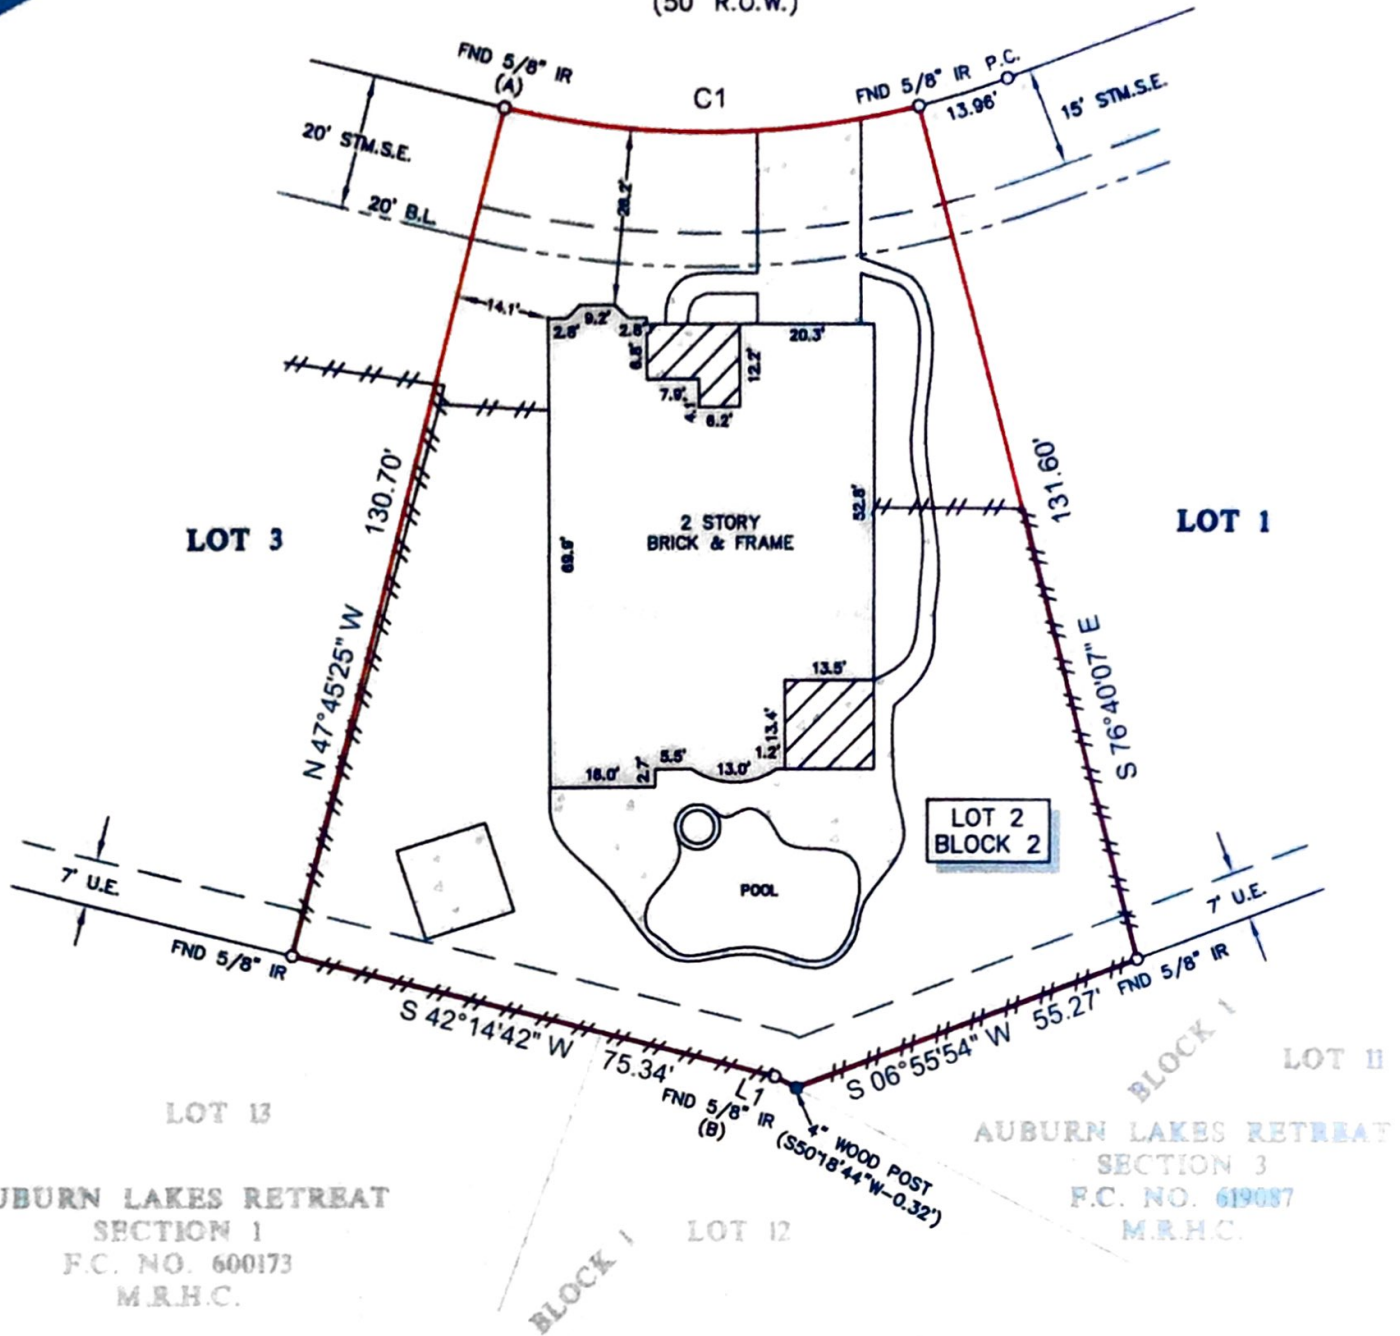 (50' R.O.W.)
FND 5/8" IR
(A)
C1
FND 5/8" IR
P.C.
13.96'
15' STM.S.E.
20' STM.S.E.
20' B.L.
28.2'
14.1'
2.8'
9.2'
2.8'
6.8'
7.9'
4.1'
6.2'
12.2'
20.3'
130.70'
LOT 3
69.9'
2 STORY
BRICK & FRAME
52.8'
131.60'
LOT 1
N 47°45'25" W
S 76°40'07" E
13.5'
13.4'
1.2'
16.0'
2.7'
5.5'
13.0'
LOT 2
BLOCK 2
POOL
7' U.E.
7' U.E.
FND 5/8" IR
FND 5/8" IR
S 42°14'42" W
75.34'
L1
FND 5/8" IR
(B)
S 06°55'54" W
55.27'
4" WOOD POST
(S50°18'44"W-0.32')
LOT 13
UBURN LAKES RETREAT
SECTION 1
F.C. NO. 600173
M.R.H.C.
BLOCK 1
LOT 12
BLOCK 1
LOT 11
AUBURN LAKES RETREAT
SECTION 3
F.C. NO. 619087
M.R.H.C.